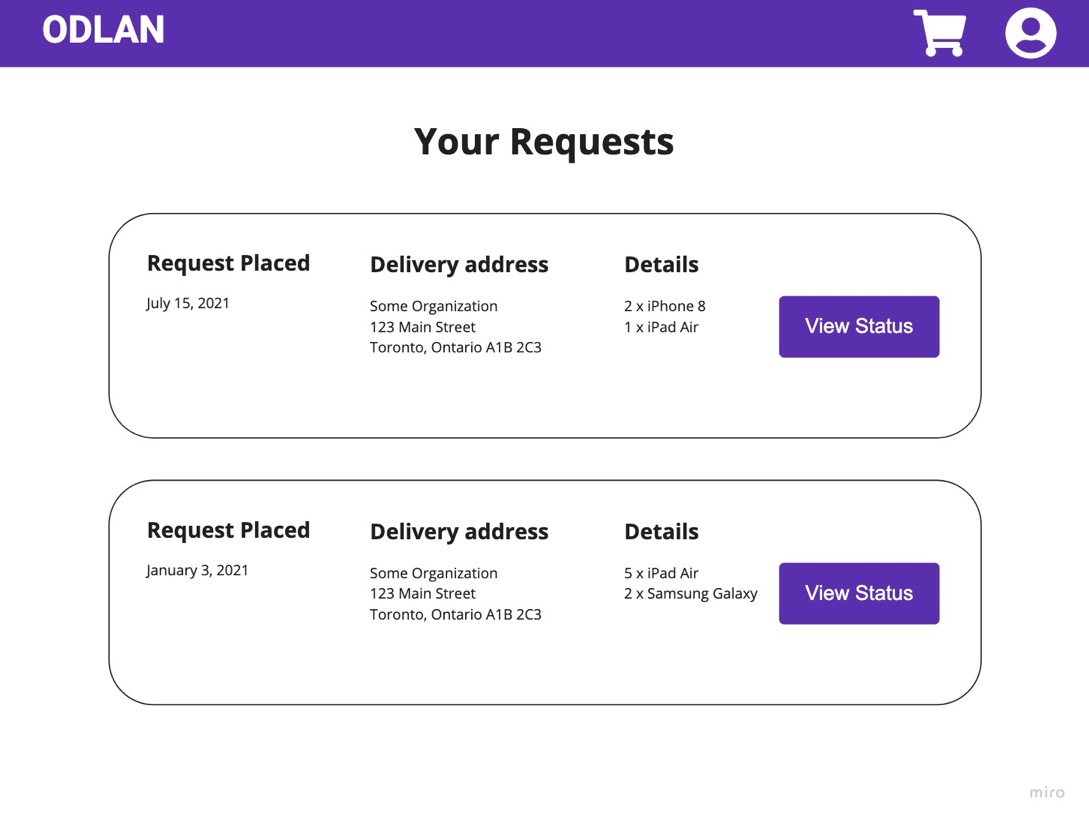 ODLAN
Your Requests
Request Placed
July 15, 2021
Delivery address
Some Organization
123 Main Street
Toronto, Ontario A1B 2C3
Details
2 x iPhone 8
1 x iPad Air
View Status
Request Placed
January 3, 2021
Delivery address
Some Organization
123 Main Street
Toronto, Ontario A1B 2C3
Details
5 x iPad Air
2 x Samsung Galaxy
View Status
miro